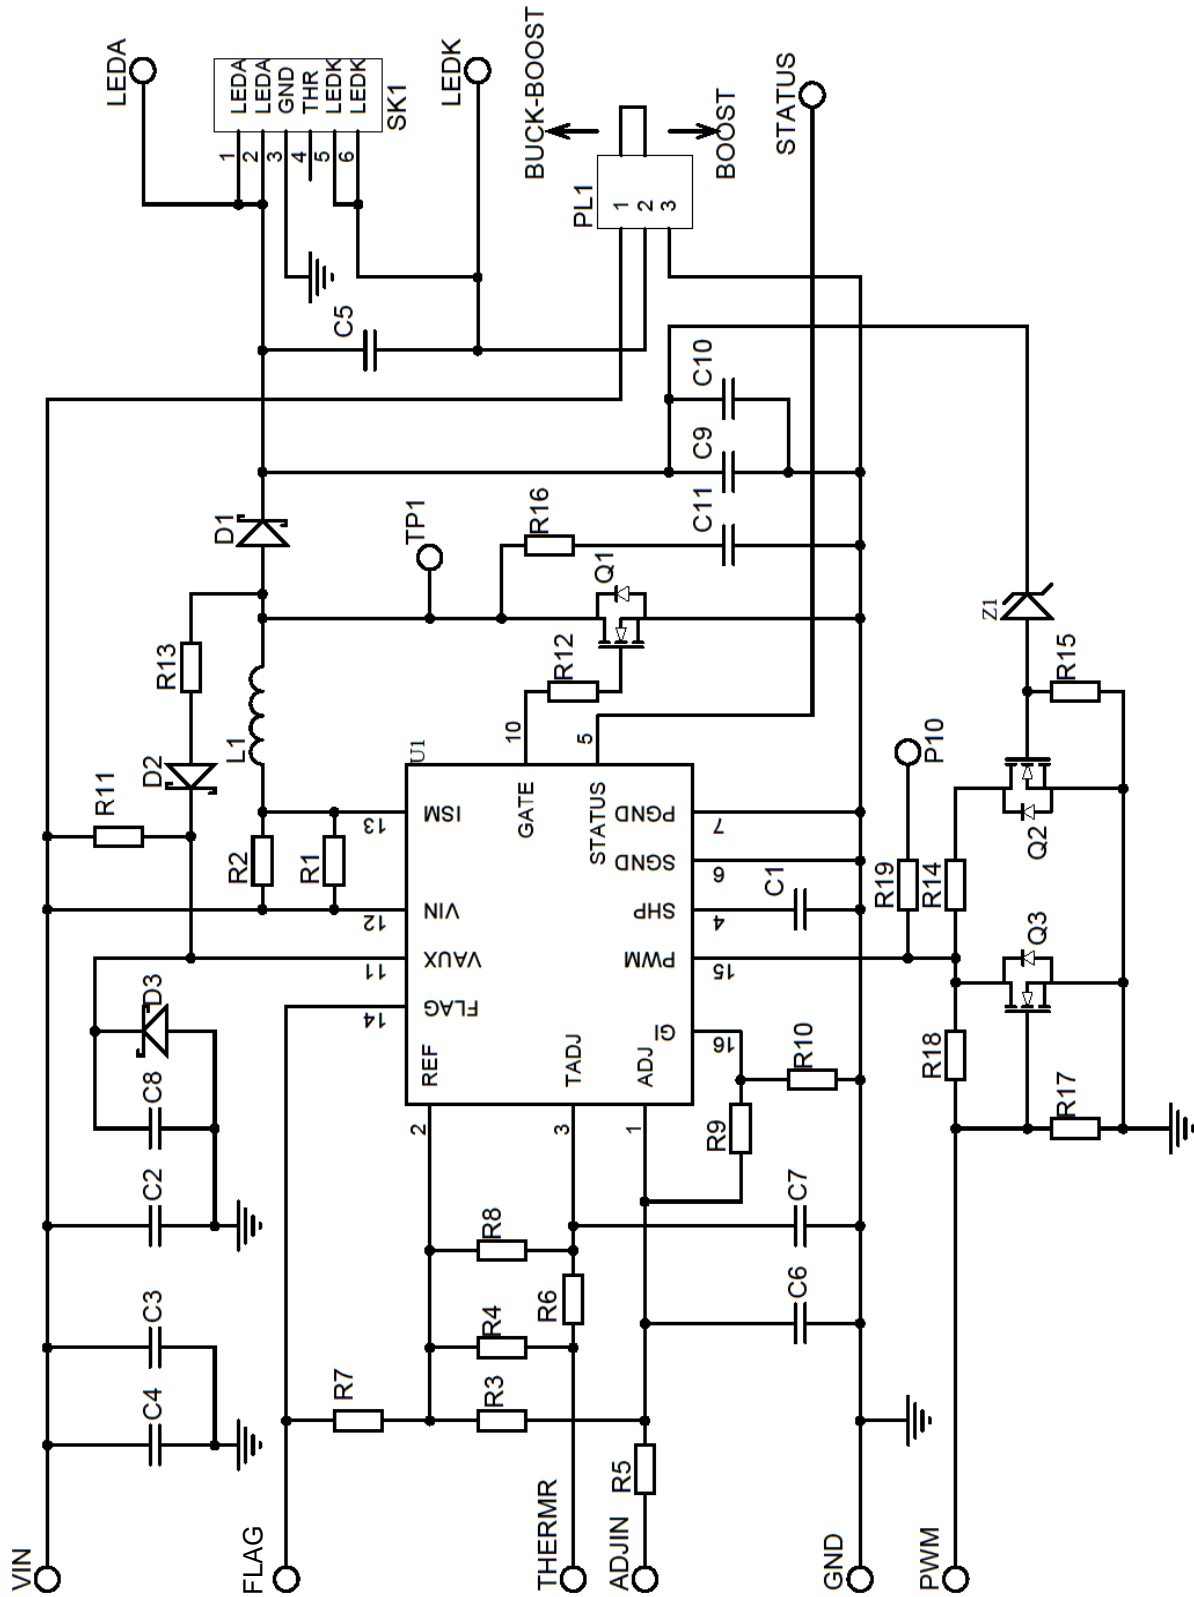 LEDA
LEDA
LEDA
GND
THR
LEDK
LEDK
1
2
3
4
5
6
SK1
LEDK
BUCK-BOOST
BOOST
PL1
1
2
3
STATUS
C5
C10
C9
C11
R16
D1
TP1
Q1
R12
R13
D2
L1
R11
R2
R1
Z1
R15
P10
Q2
R14
R19
Q3
R18
R17
U1
10
GATE
5
STATUS
13
ISM
12
VIN
11
VAUX
14
FLAG
2
REF
3
TADJ
1
ADJ
16
GI
15
PWM
4
SHP
6
SGND
7
PGND
C1
D3
C8
C2
C3
C4
R10
R9
R8
R6
R4
R3
R7
R5
C7
C6
VIN
FLAG
THERMR
ADJIN
GND
PWM